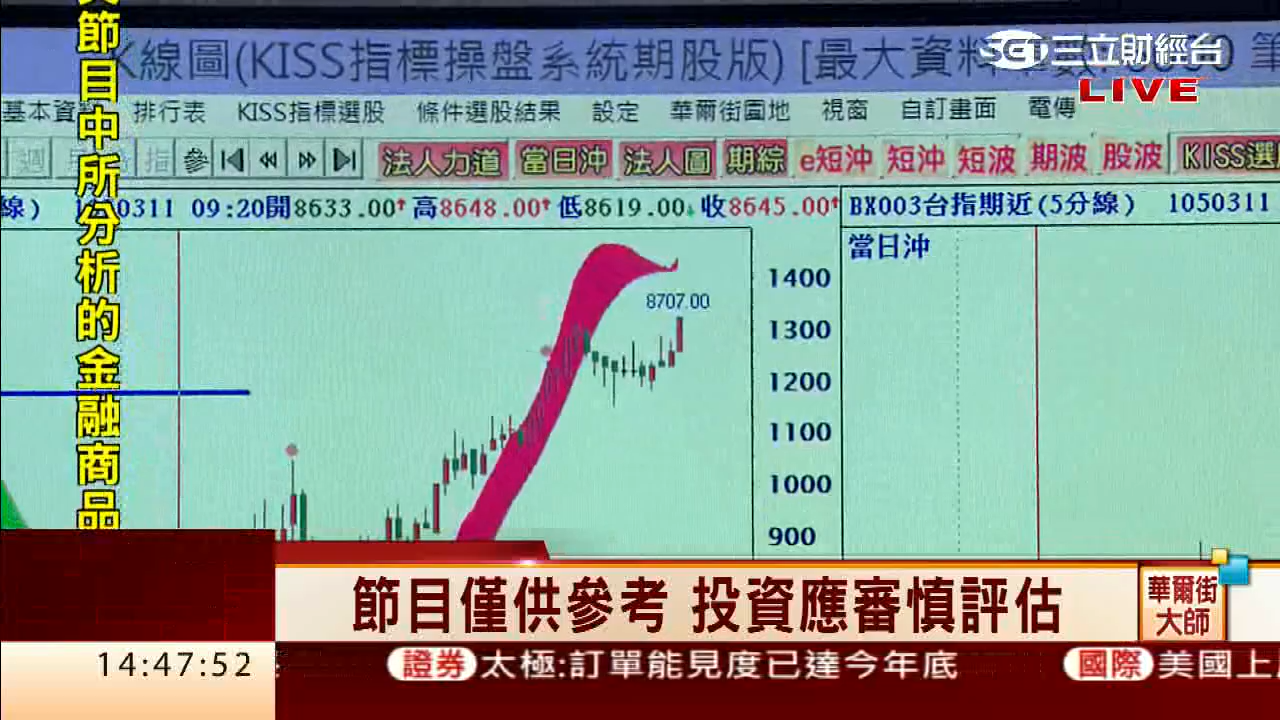 節目中所分析的金融商品
K線圖(KISS指標操盤系統期股版) [最大資料
三立財經台
LIVE
基本資 排行表 KISS指標選股 條件選股結果 設定 華爾街園地 視窗 自訂畫面 電傳
週 指 參 法人力道 當日沖 法人圖 期綜 e短沖 短沖 短波 期波 股波 KISS選
線) 1050311 09:20開8633.00↑高8648.00↑低8619.00↓收8645.00↑
BX003台指期近(5分線) 1050311
當日沖
8707.00
1400
1300
1200
1100
1000
900
節目僅供參考 投資應審慎評估
華爾街
大師
14:47:52
證券 太極:訂單能見度已達今年底 國際 美國上